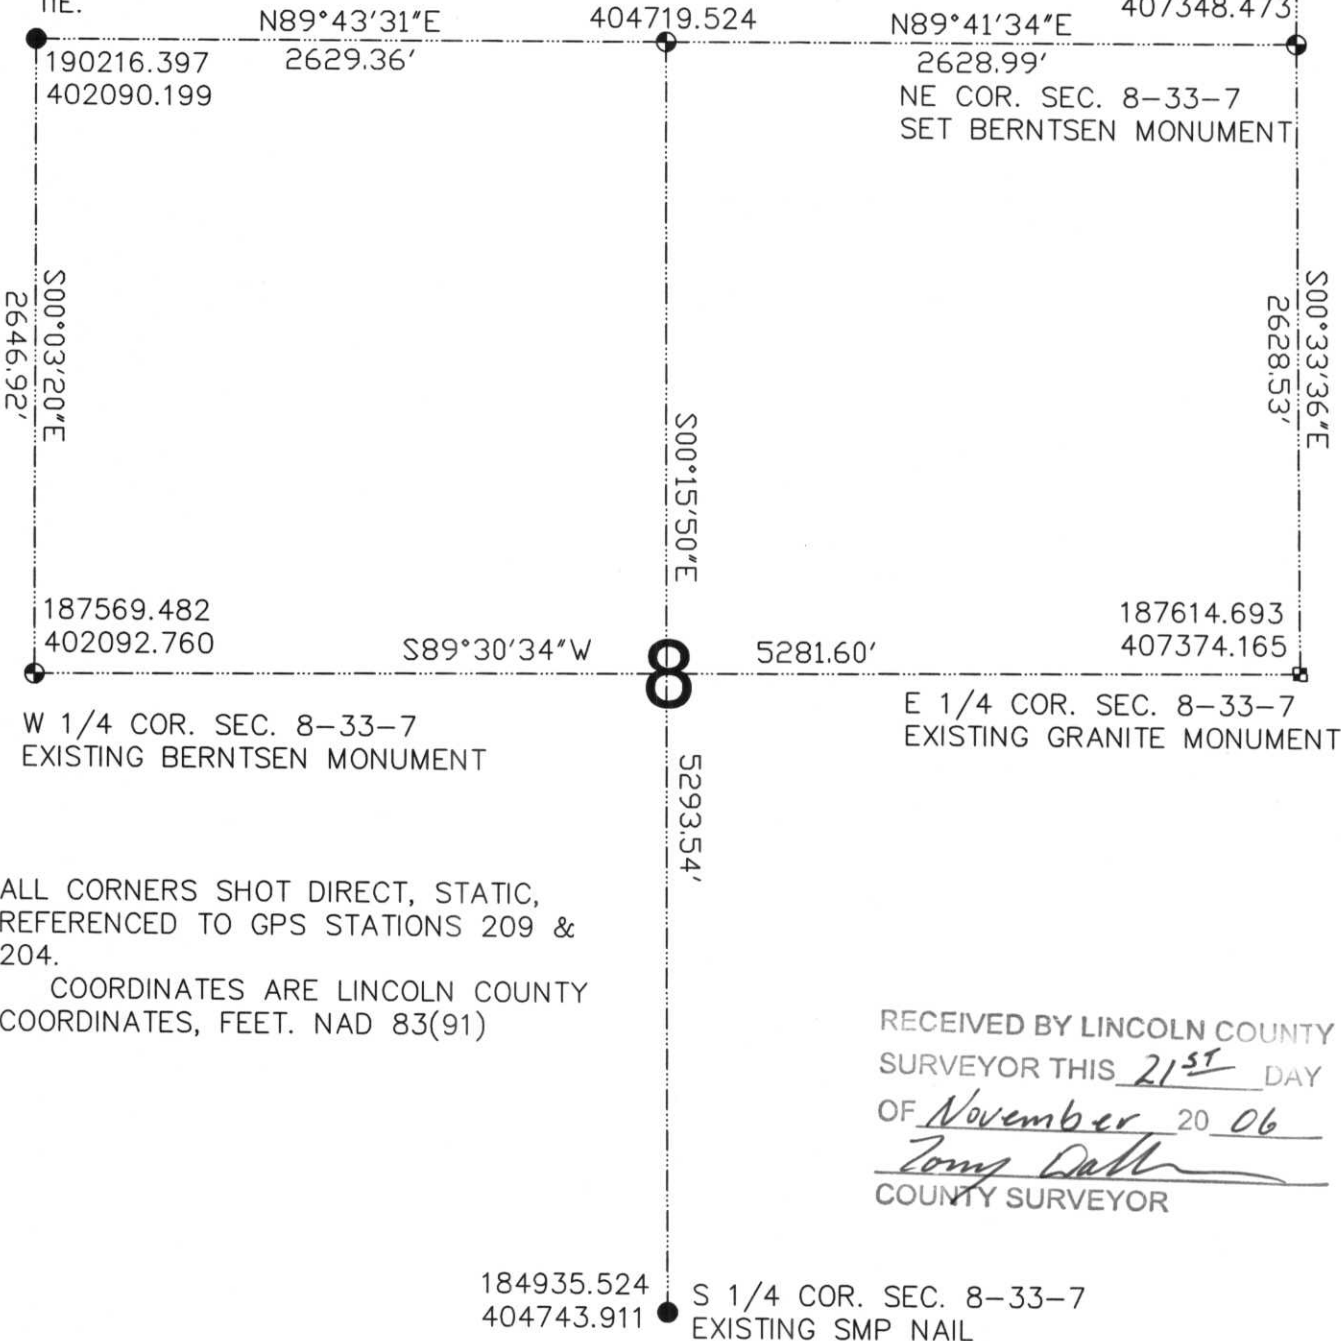 TIE.
N89°43'31"E
404719.524
N89°41'34"E
407348.473
190216.397
402090.199
2629.36'
2628.99'
NE COR. SEC. 8-33-7
SET BERNTSEN MONUMENT
S00°03'20"E
2646.92'
S00°15'50"E
S00°33'36"E
2628.53'
187569.482
402092.760
S89°30'34"W
8
5281.60'
187614.693
407374.165
W 1/4 COR. SEC. 8-33-7
EXISTING BERNTSEN MONUMENT
E 1/4 COR. SEC. 8-33-7
EXISTING GRANITE MONUMENT
5293.54'
ALL CORNERS SHOT DIRECT, STATIC,
REFERENCED TO GPS STATIONS 209 &
204.
COORDINATES ARE LINCOLN COUNTY
COORDINATES, FEET. NAD 83(91)
RECEIVED BY LINCOLN COUNTY
SURVEYOR THIS 21ST DAY
OF November 20 06
COUNTY SURVEYOR
184935.524
404743.911
S 1/4 COR. SEC. 8-33-7
EXISTING SMP NAIL